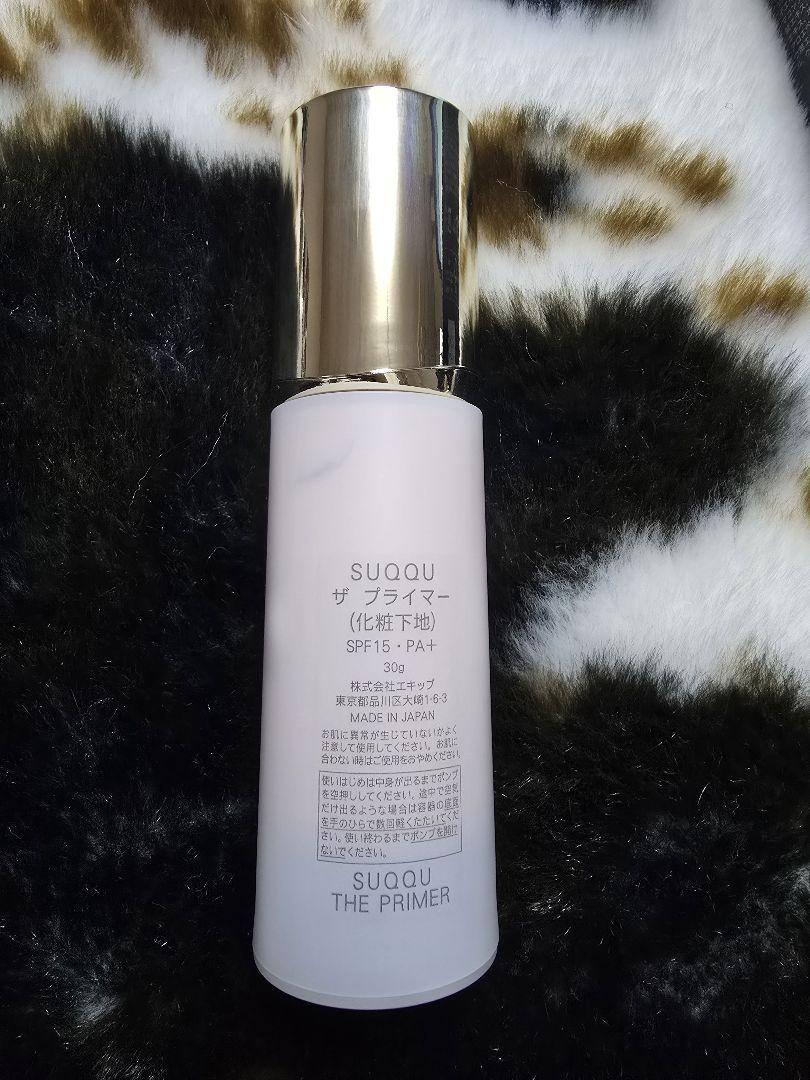 SUQQU
ザ プライマー
(化粧下地)
SPF15・PA+
30g
株式会社エキップ
東京都品川区大崎1-6-3
MADE IN JAPAN
お肌に異常が生じていないかよく
注意して使用してください。お肌に
合わない時はご使用をおやめください。
使いはじめは中身が出るまでポンプ
を空押ししてください。途中で空気
だけ出るような場合は容器の底面
を手のひらで数回軽くたたいてくだ
さい。使い終わるまでポンプを開け
ないでください。
SUQQU
THE PRIMER